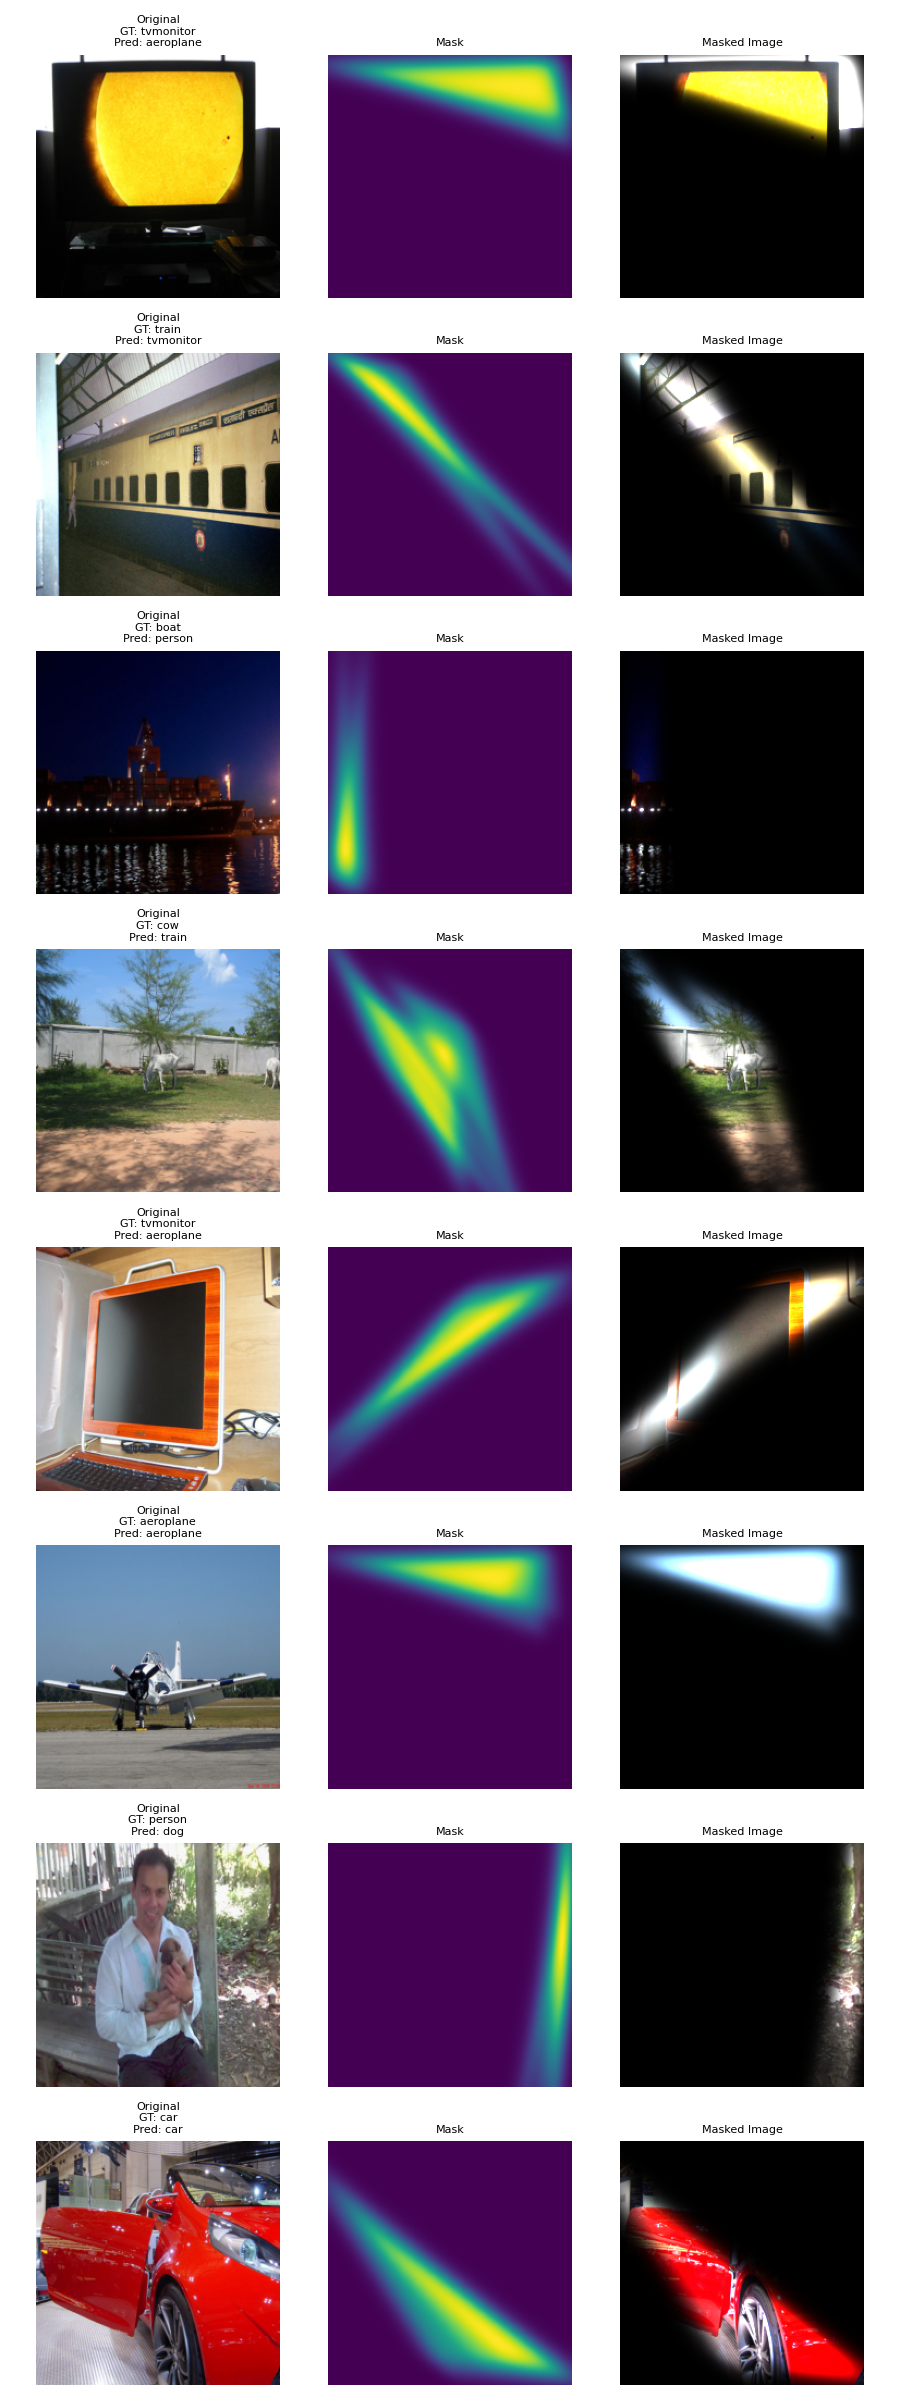 Original
GT: tvmonitor
Pred: aeroplane
Mask
Masked Image
Original
GT: train
Pred: tvmonitor
Mask
Masked Image
Original
GT: boat
Pred: person
Mask
Masked Image
Original
GT: cow
Pred: train
Mask
Masked Image
Original
GT: tvmonitor
Pred: aeroplane
Mask
Masked Image
Original
GT: aeroplane
Pred: aeroplane
Mask
Masked Image
Original
GT: person
Pred: dog
Mask
Masked Image
Original
GT: car
Pred: car
Mask
Masked Image